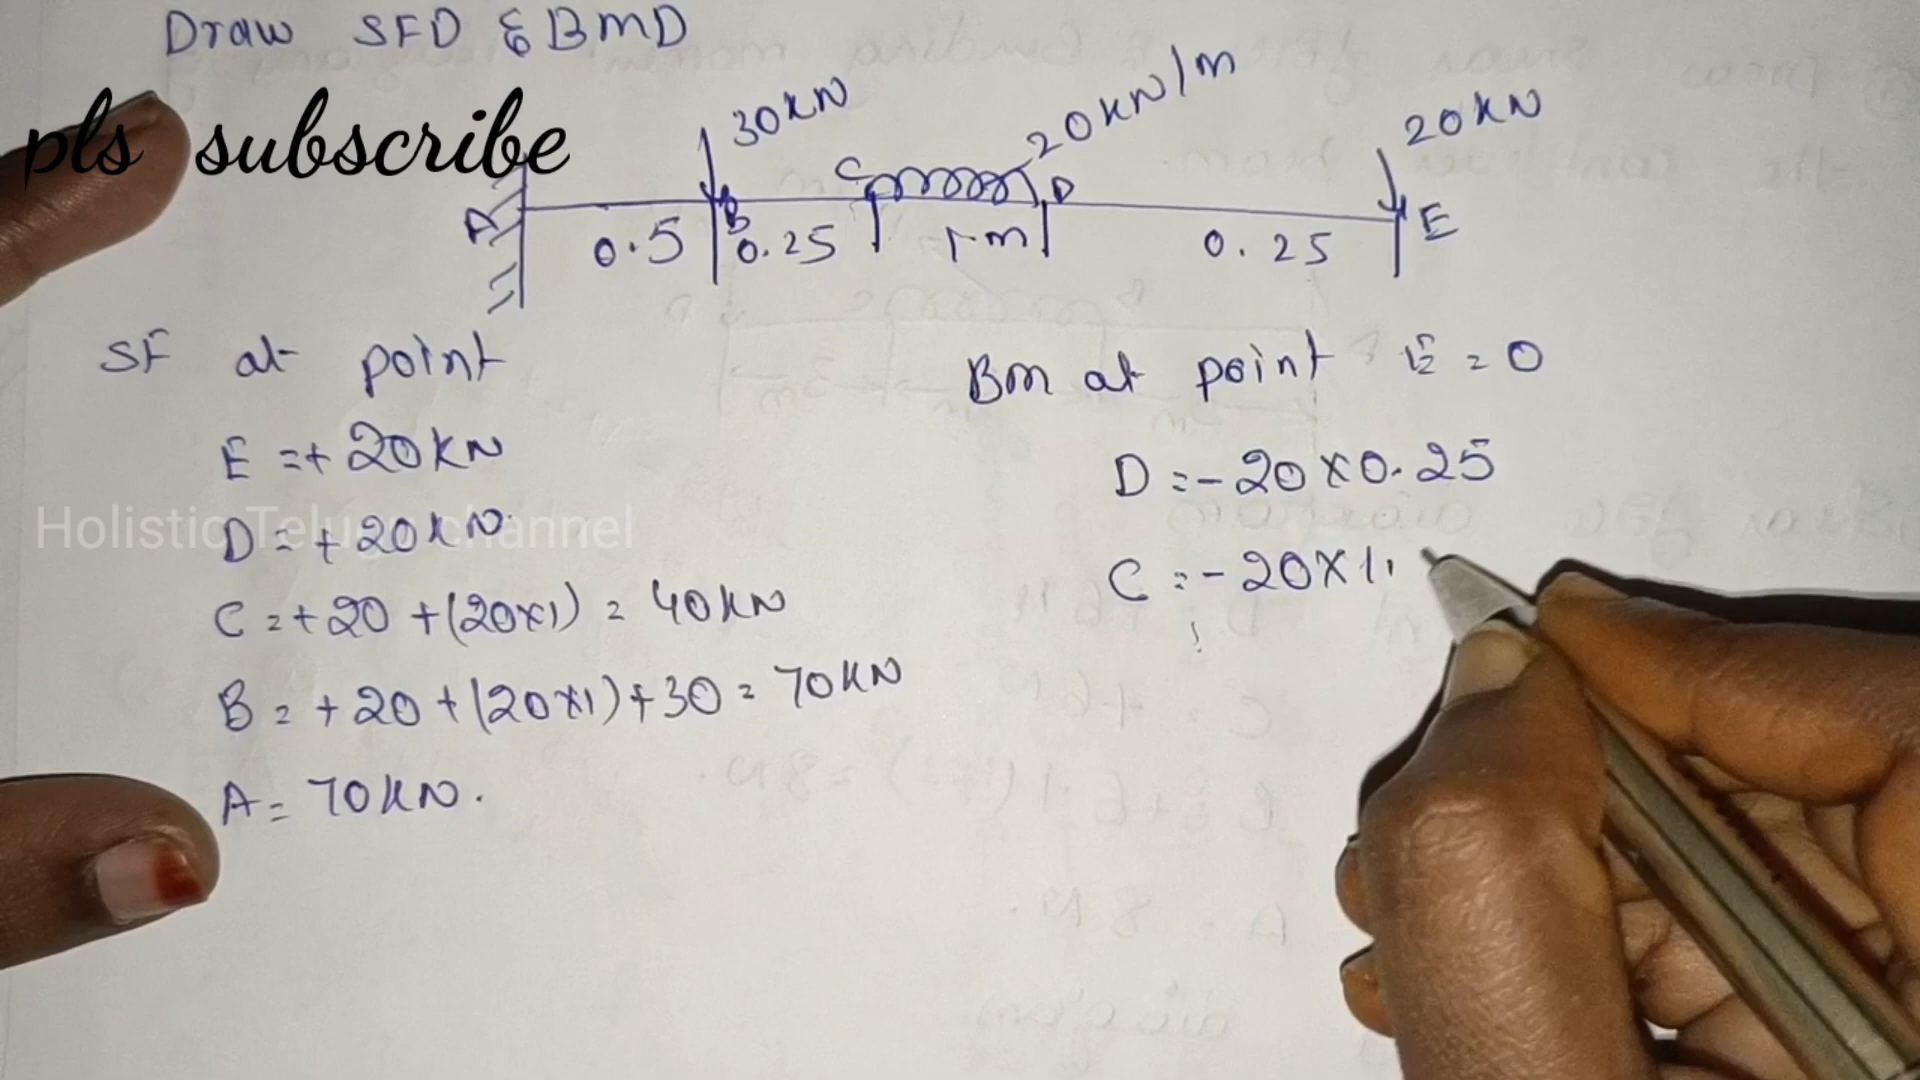 Draw SFD & BMD
pls subscribe
30KN
20KN/m
20KN
C
D
A
B
E
0.5
0.25
1m
0.25
SF at point
BM at point E = 0
E = + 20KN
D = - 20 × 0.25
Holistic Telugu channel
D = + 20KN.
C = - 20 × 1.
C = + 20 + (20×1) = 40KN
B = + 20 + (20×1) + 30 = 70KN
A = 70KN.